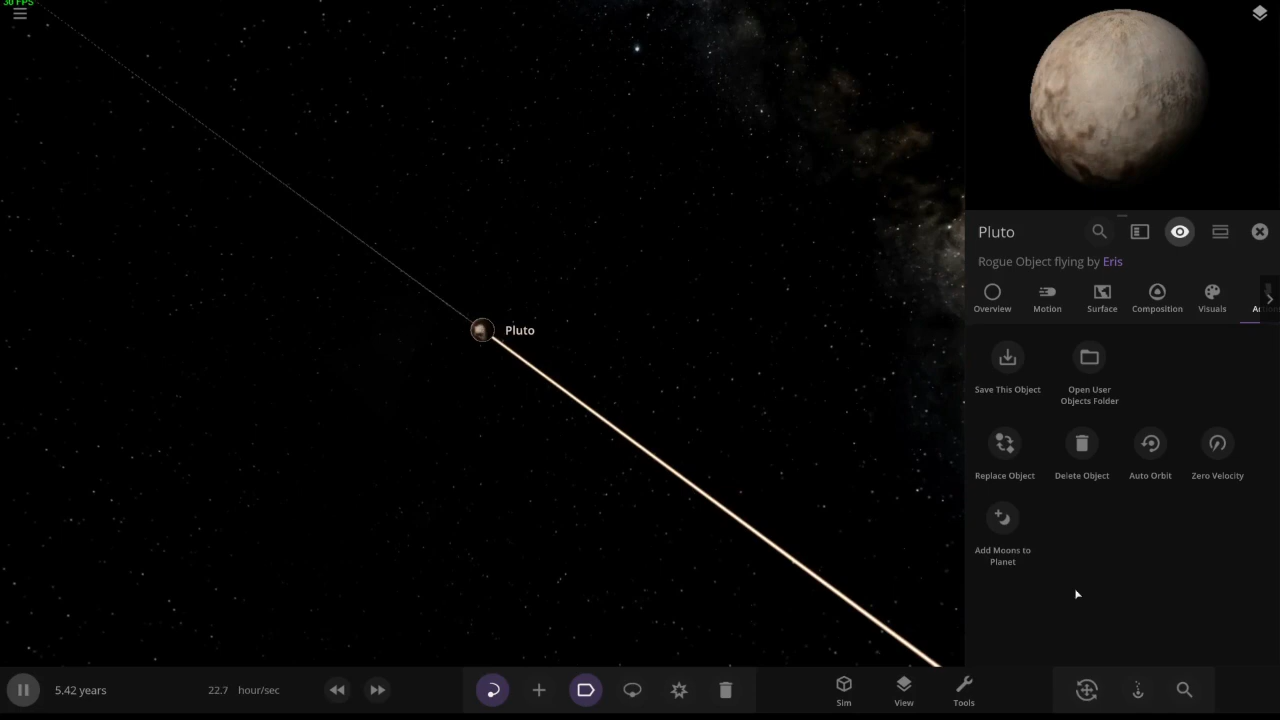 30 FPS
Pluto
Pluto
Rogue Object flying by Eris
Overview Motion Surface Composition Visuals
Save This Object
Open User
Objects Folder
Replace Object Delete Object Auto Orbit Zero Velocity
Add Moons to
Planet
5.42 years 22.7 hour/sec
Sim View Tools